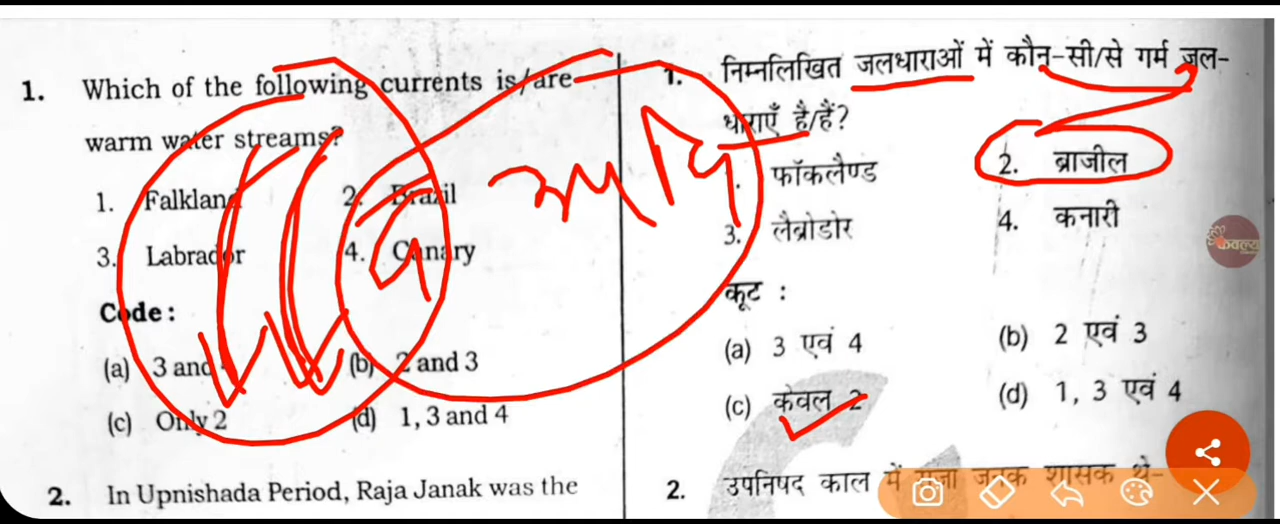 1. Which of the following currents is/are
warm water streams?
1. Falkland 2. Brazil
3. Labrador 4. Canary
Code :
(a) 3 and (b) 2 and 3
(c) Only 2 (d) 1, 3 and 4
2. In Upnishada Period, Raja Janak was the
1. निम्नलिखित जलधाराओं में कौन-सी/से गर्म जल-
धाराएँ है/हैं?
1. फॉकलैण्ड 2. ब्राजील
3. लैब्रोडोर 4. कनारी
कूट :
(a) 3 एवं 4 (b) 2 एवं 3
(c) केवल 2 (d) 1, 3 एवं 4
2. उपनिषद काल में राजा जनक शासक थे-